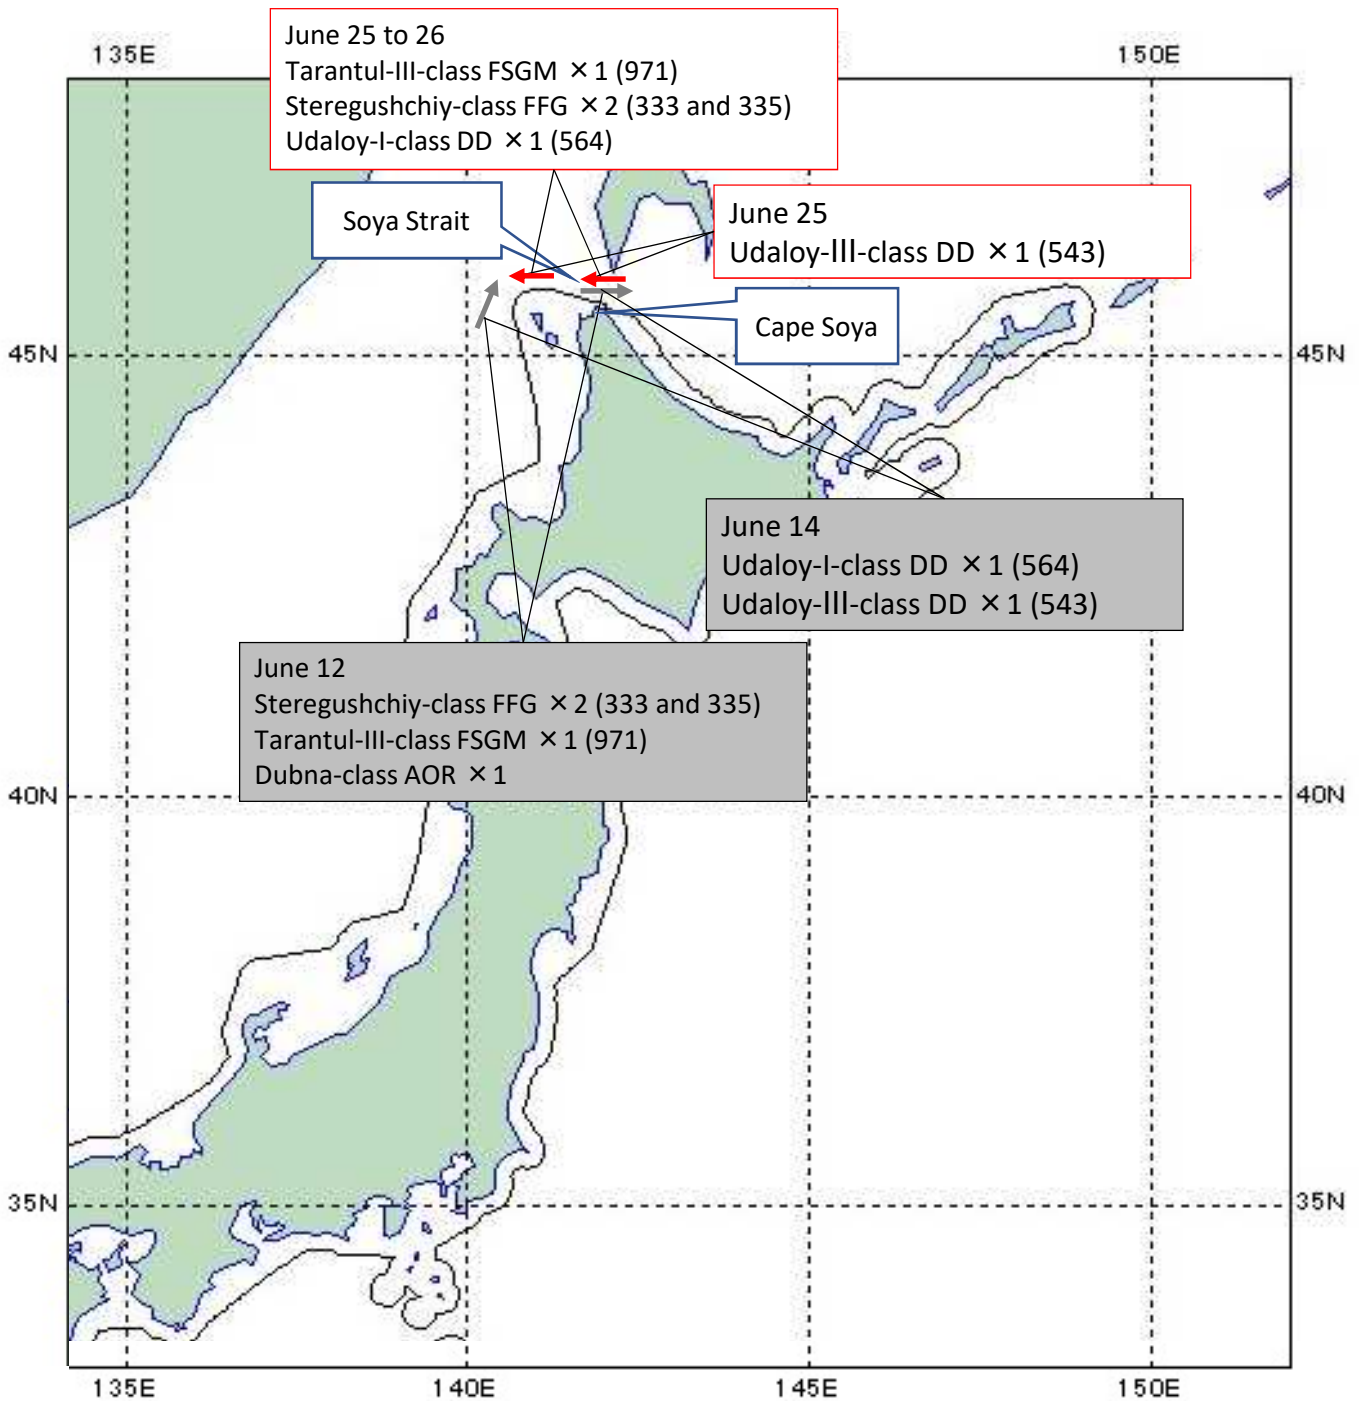 June 25 to 26
Tarantul-III-class FSGM ×1 (971)
Steregushchiy-class FFG ×2 (333 and 335)
Udaloy-I-class DD ×1 (564)
135E
150E
Soya Strait
June 25
Udaloy-III-class DD ×1 (543)
Cape Soya
45N
45N
June 14
Udaloy-I-class DD ×1 (564)
Udaloy-III-class DD ×1 (543)
June 12
Steregushchiy-class FFG ×2 (333 and 335)
Tarantul-III-class FSGM ×1 (971)
Dubna-class AOR ×1
40N
40N
35N
35N
135E
140E
145E
150E